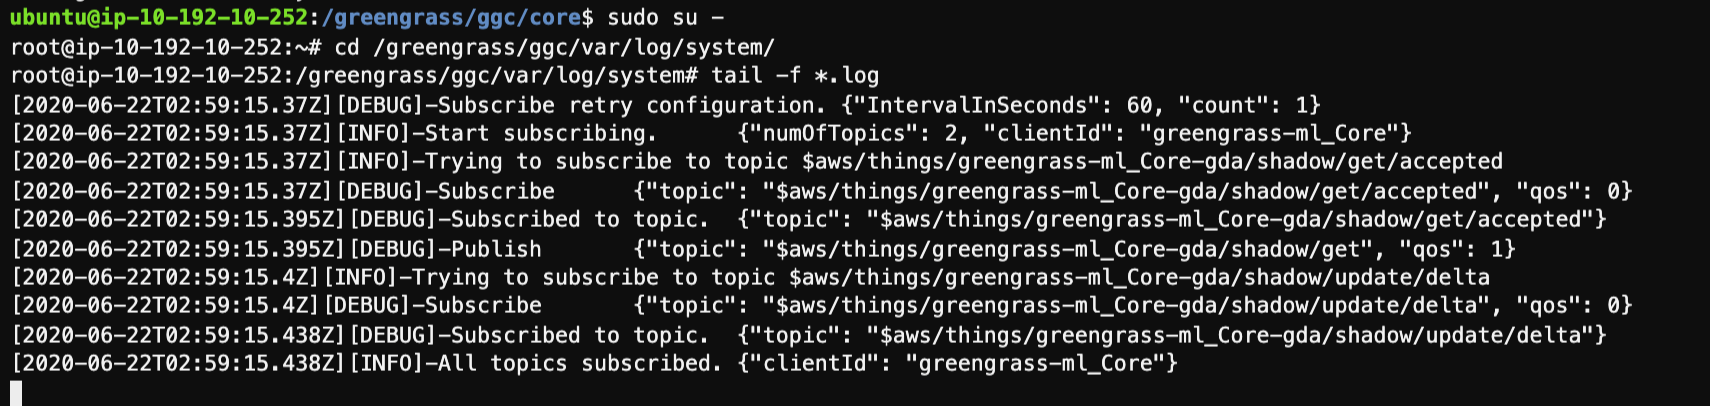 ubuntu@ip-10-192-10-252:/greengrass/ggc/core$ sudo su -
root@ip-10-192-10-252:~# cd /greengrass/ggc/var/log/system/
root@ip-10-192-10-252:/greengrass/ggc/var/log/system# tail -f *.log
[2020-06-22T02:59:15.37Z][DEBUG]-Subscribe retry configuration. {"IntervalInSeconds": 60, "count": 1}
[2020-06-22T02:59:15.37Z][INFO]-Start subscribing.      {"numOfTopics": 2, "clientId": "greengrass-ml_Core"}
[2020-06-22T02:59:15.37Z][INFO]-Trying to subscribe to topic $aws/things/greengrass-ml_Core-gda/shadow/get/accepted
[2020-06-22T02:59:15.37Z][DEBUG]-Subscribe      {"topic": "$aws/things/greengrass-ml_Core-gda/shadow/get/accepted", "qos": 0}
[2020-06-22T02:59:15.395Z][DEBUG]-Subscribed to topic.  {"topic": "$aws/things/greengrass-ml_Core-gda/shadow/get/accepted"}
[2020-06-22T02:59:15.395Z][DEBUG]-Publish       {"topic": "$aws/things/greengrass-ml_Core-gda/shadow/get", "qos": 1}
[2020-06-22T02:59:15.4Z][INFO]-Trying to subscribe to topic $aws/things/greengrass-ml_Core-gda/shadow/update/delta
[2020-06-22T02:59:15.4Z][DEBUG]-Subscribe       {"topic": "$aws/things/greengrass-ml_Core-gda/shadow/update/delta", "qos": 0}
[2020-06-22T02:59:15.438Z][DEBUG]-Subscribed to topic.  {"topic": "$aws/things/greengrass-ml_Core-gda/shadow/update/delta"}
[2020-06-22T02:59:15.438Z][INFO]-All topics subscribed. {"clientId": "greengrass-ml_Core"}